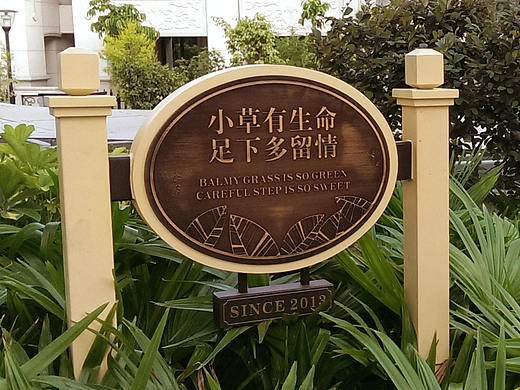 小草有生命
足下多留情
BALMY GRASS IS SO GREEN
CAREFUL STEP IS SO SWEET
SINCE 2013